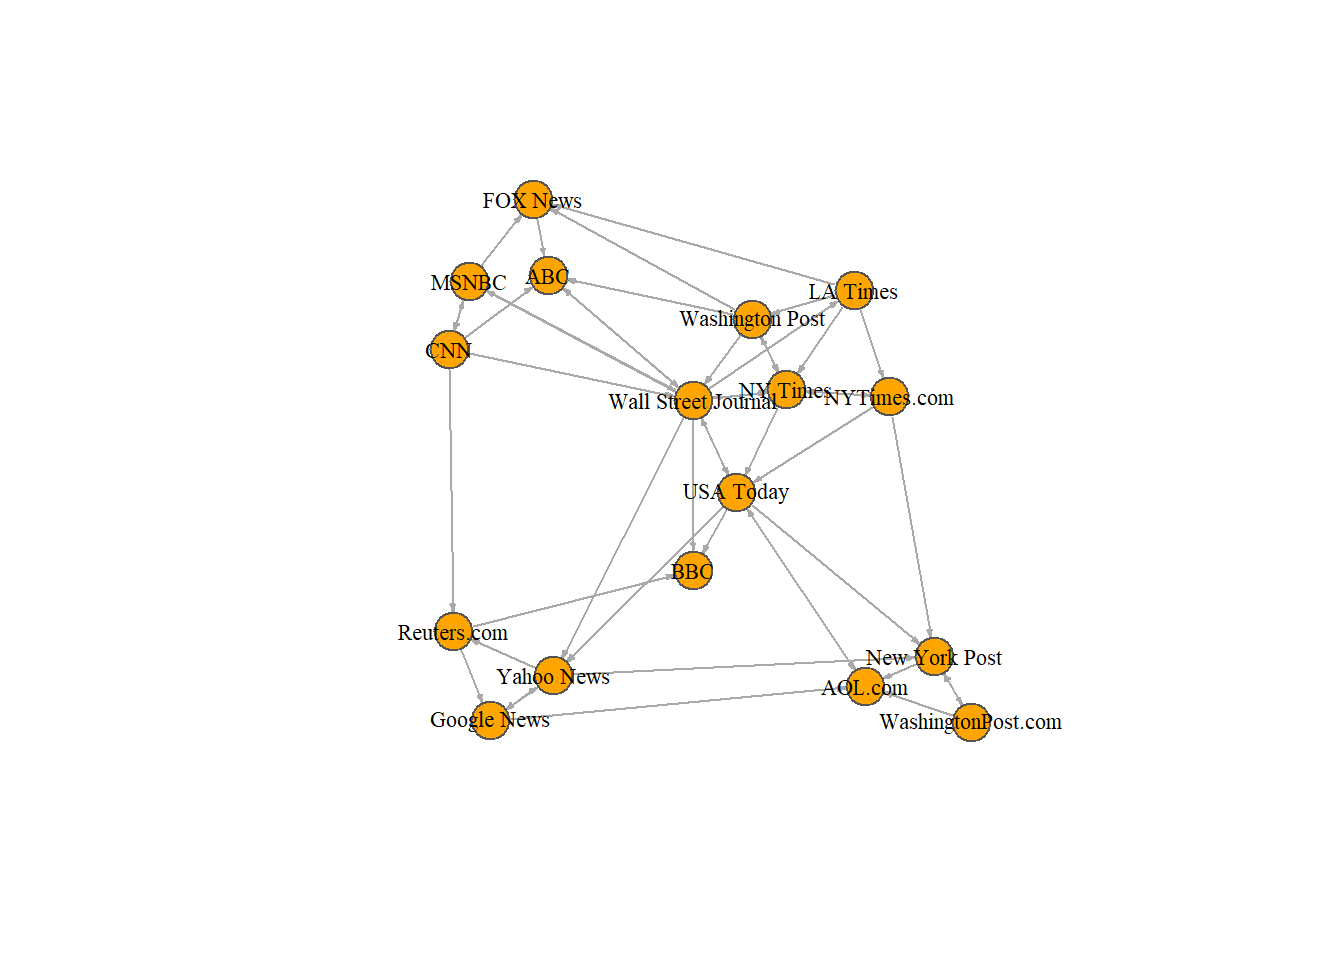 FOX News
MSNBC
ABC
LA Times
Washington Post
CNN
NY Times
NYTimes.com
Wall Street Journal
USA Today
BBC
Reuters.com
New York Post
Yahoo News
AOL.com
Google News
WashingtonPost.com